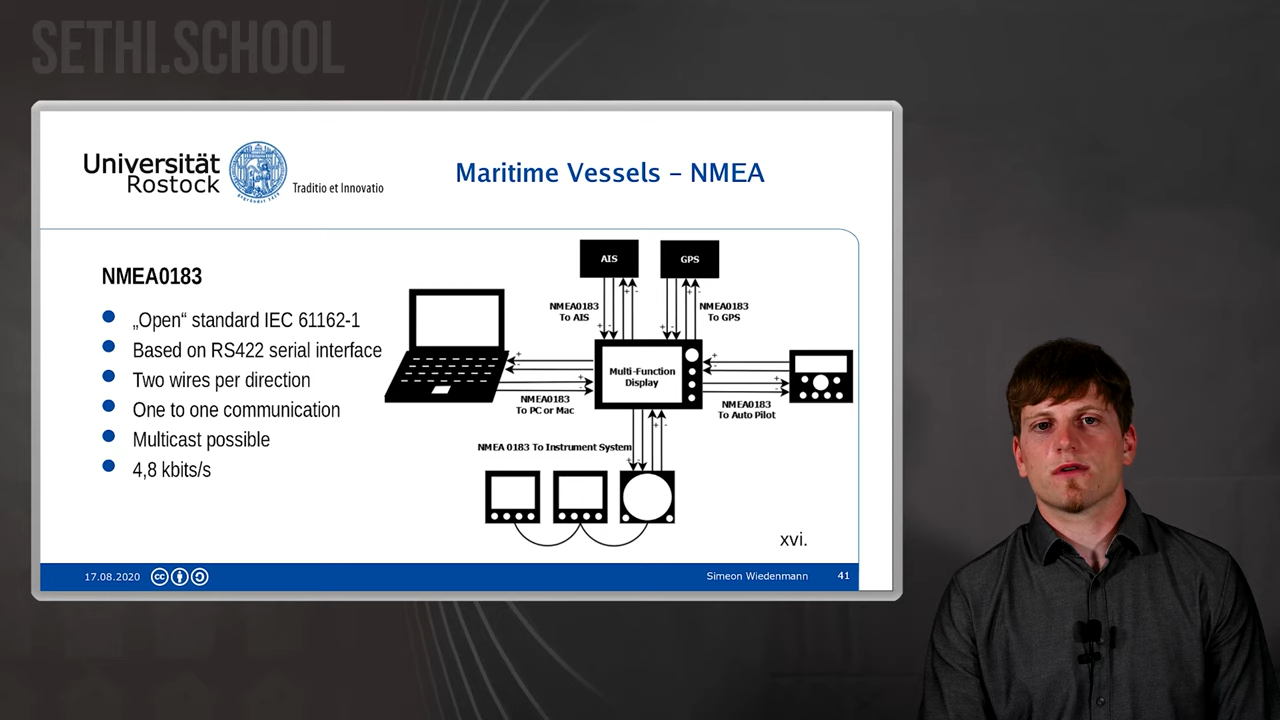 SETHI.SCHOOL
Universität
Rostock
Traditio et Innovatio
Maritime Vessels – NMEA
NMEA0183
„Open“ standard IEC 61162-1
Based on RS422 serial interface
Two wires per direction
One to one communication
Multicast possible
4,8 kbits/s
AIS
GPS
NMEA0183
To AIS
NMEA0183
To GPS
Multi-Function
Display
NMEA0183
To PC or Mac
NMEA0183
To Auto Pilot
NMEA 0183 To Instrument System
xvi.
17.08.2020
cc
Simeon Wiedenmann
41